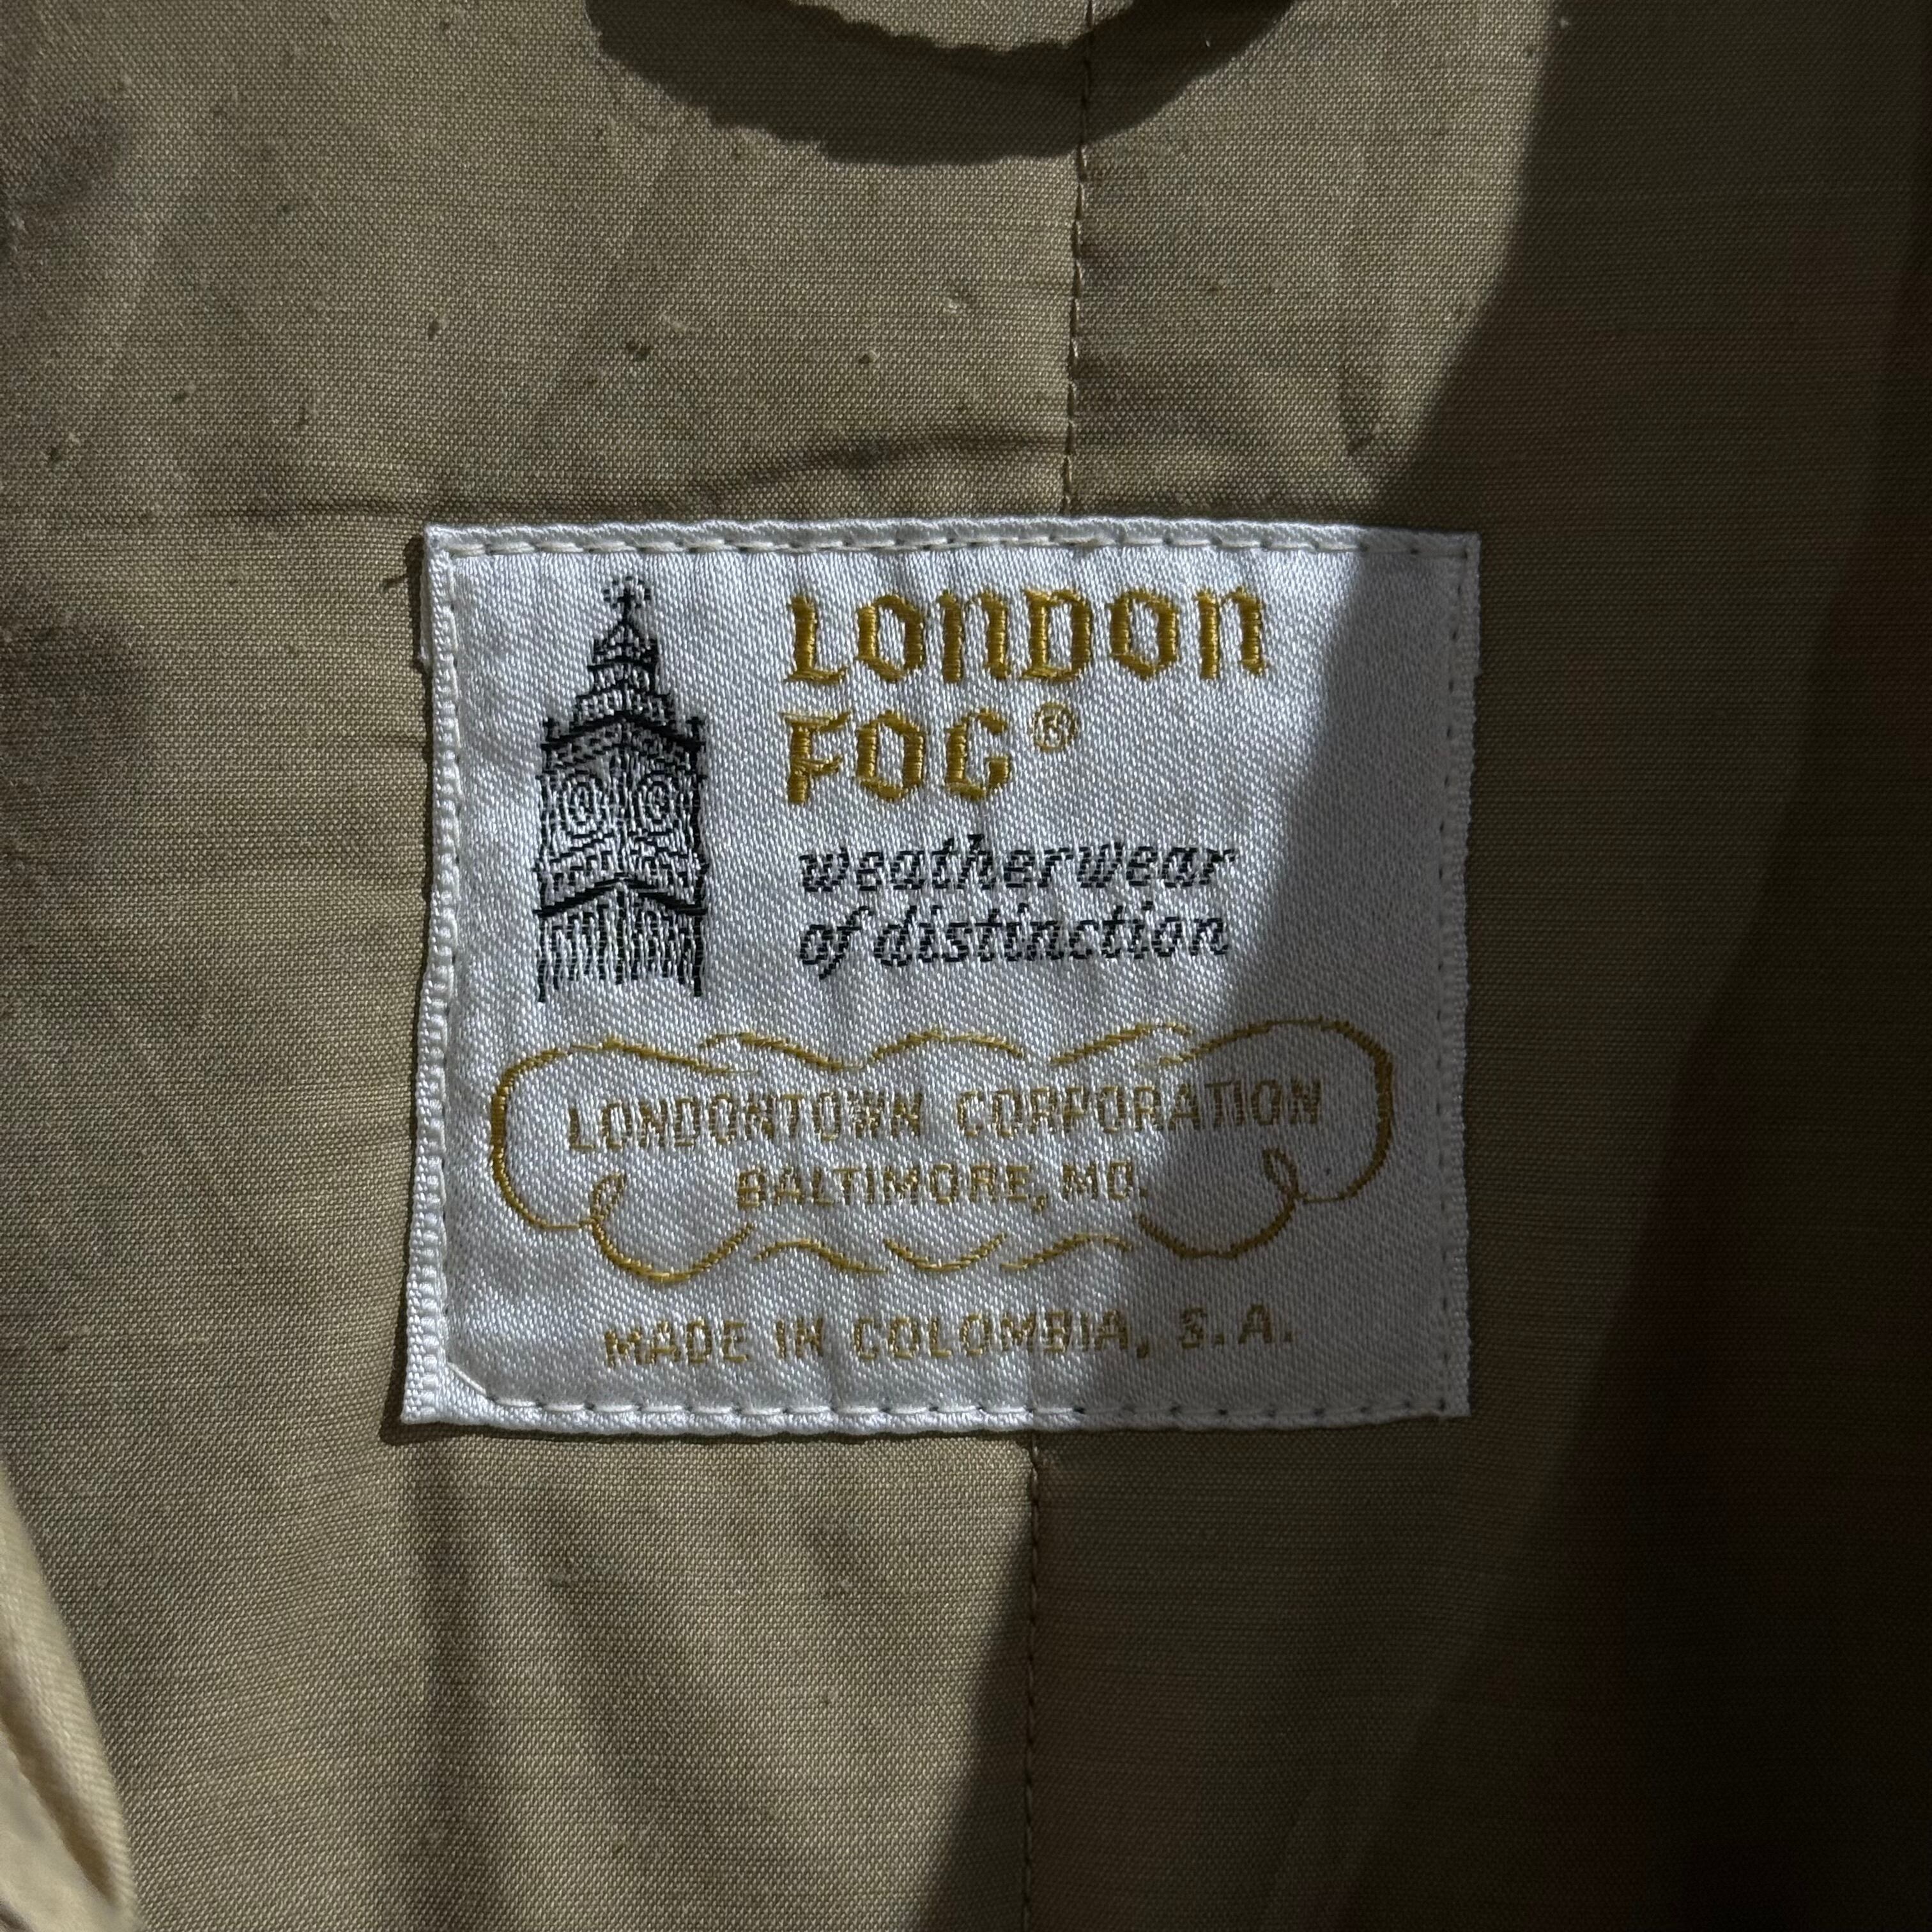 LONDON
FOG®
weatherwear
of distinction
LONDONTOWN CORPORATION
BALTIMORE, MD.
MADE IN COLOMBIA, S.A.